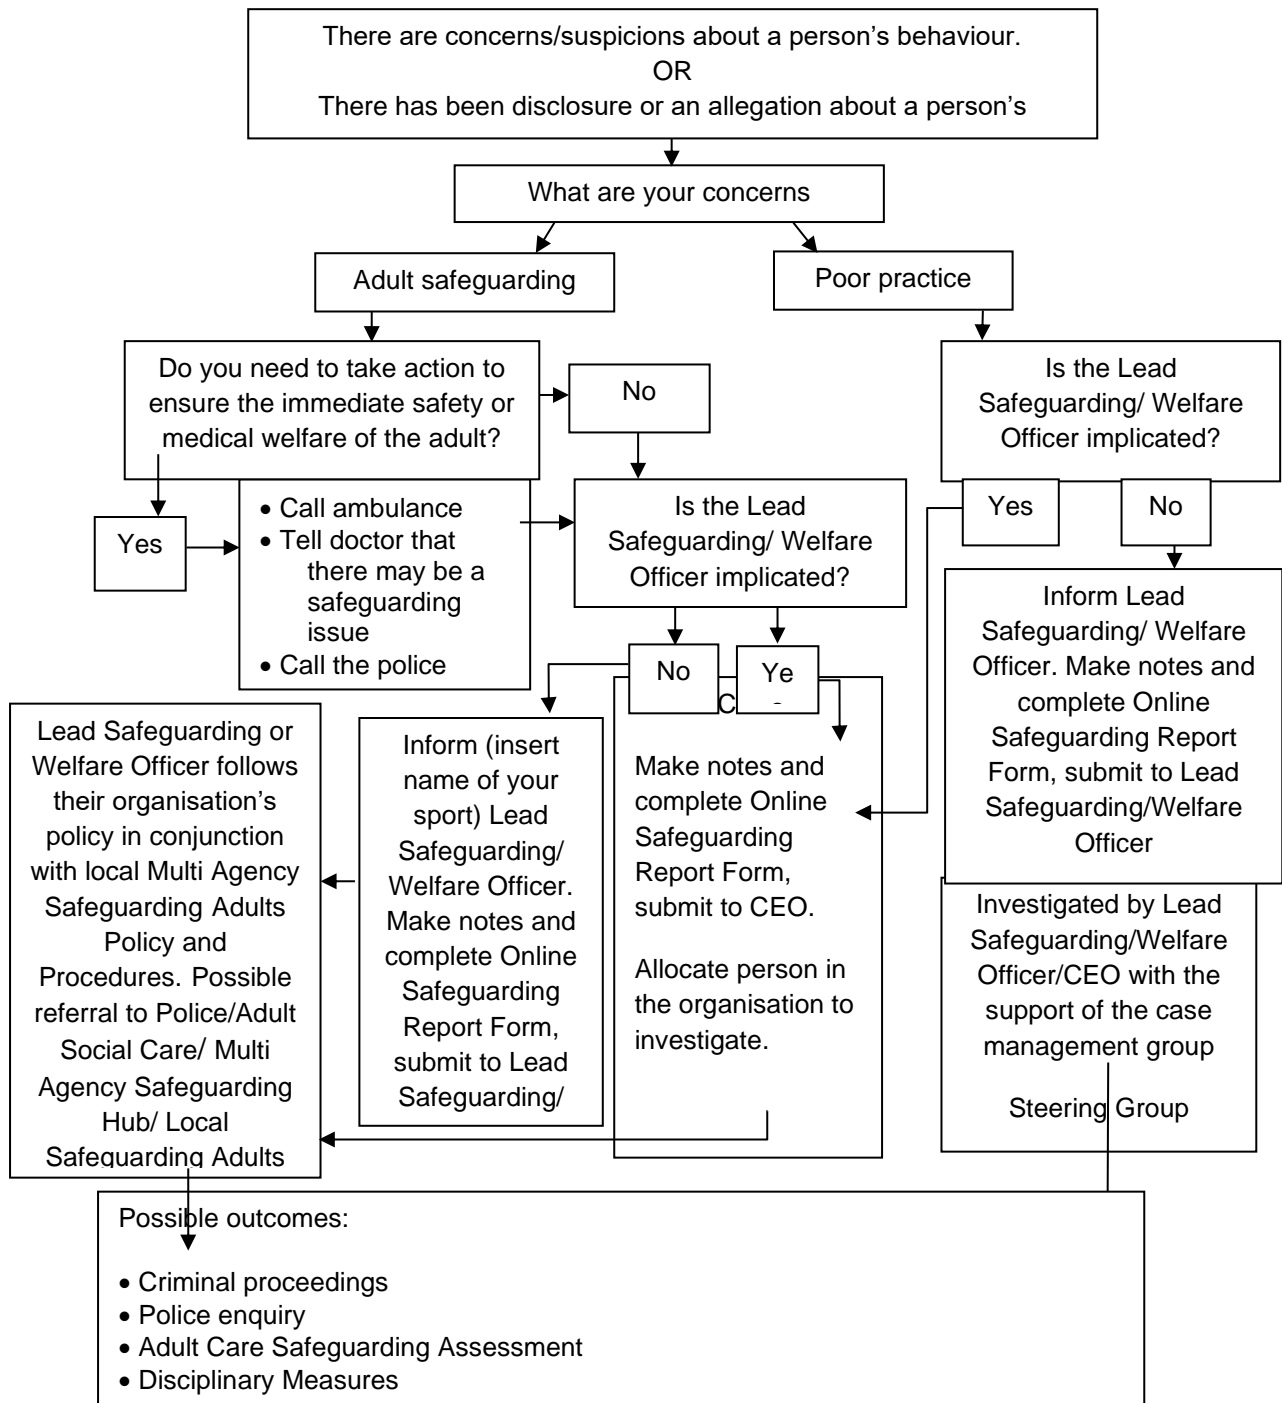 There are concerns/suspicions about a person’s behaviour.
OR
There has been disclosure or an allegation about a person’s
What are your concerns
Adult safeguarding
Poor practice
Do you need to take action to
ensure the immediate safety or
medical welfare of the adult?
No
Is the Lead
Safeguarding/ Welfare
Officer implicated?
Yes
• Call ambulance
• Tell doctor that
there may be a
safeguarding
issue
• Call the police
Is the Lead
Safeguarding/ Welfare
Officer implicated?
Yes
No
No
Ye
C
Inform Lead
Safeguarding/ Welfare
Officer. Make notes and
complete Online
Safeguarding Report
Form, submit to Lead
Safeguarding/Welfare
Officer
Lead Safeguarding or
Welfare Officer follows
their organisation’s
policy in conjunction
with local Multi Agency
Safeguarding Adults
Policy and
Procedures. Possible
referral to Police/Adult
Social Care/ Multi
Agency Safeguarding
Hub/ Local
Safeguarding Adults
Inform (insert
name of your
sport) Lead
Safeguarding/
Welfare Officer.
Make notes and
complete Online
Safeguarding
Report Form,
submit to Lead
Safeguarding/
Make notes and
complete Online
Safeguarding
Report Form,
submit to CEO.
Allocate person in
the organisation to
investigate.
Investigated by Lead
Safeguarding/Welfare
Officer/CEO with the
support of the case
management group
Steering Group
Possible outcomes:
• Criminal proceedings
• Police enquiry
• Adult Care Safeguarding Assessment
• Disciplinary Measures